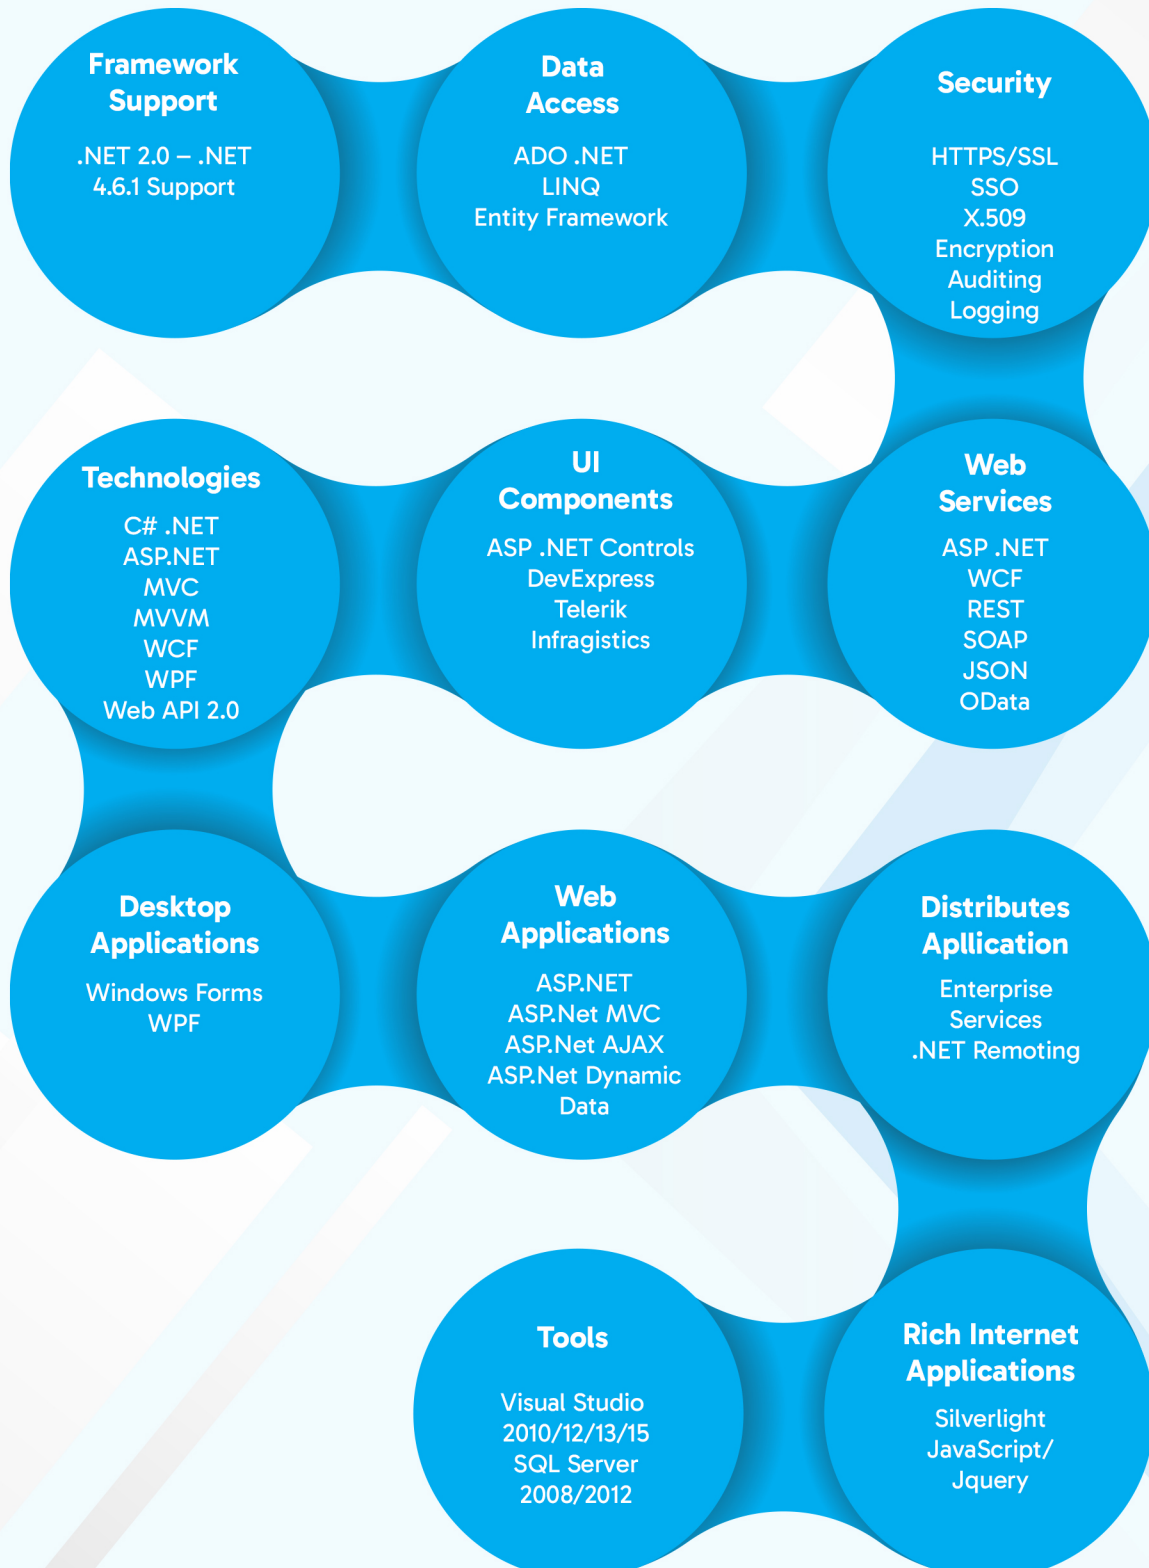 Framework
Support
.NET 2.0 – .NET
4.6.1 Support
Data
Access
ADO .NET
LINQ
Entity Framework
Security
HTTPS/SSL
SSO
X.509
Encryption
Auditing
Logging
Technologies
C# .NET
ASP.NET
MVC
MVVM
WCF
WPF
Web API 2.0
UI
Components
ASP .NET Controls
DevExpress
Telerik
Infragistics
Web
Services
ASP .NET
WCF
REST
SOAP
JSON
OData
Desktop
Applications
Windows Forms
WPF
Web
Applications
ASP.NET
ASP.Net MVC
ASP.Net AJAX
ASP.Net Dynamic
Data
Distributes
Apllication
Enterprise
Services
.NET Remoting
Tools
Visual Studio
2010/12/13/15
SQL Server
2008/2012
Rich Internet
Applications
Silverlight
JavaScript/
Jquery